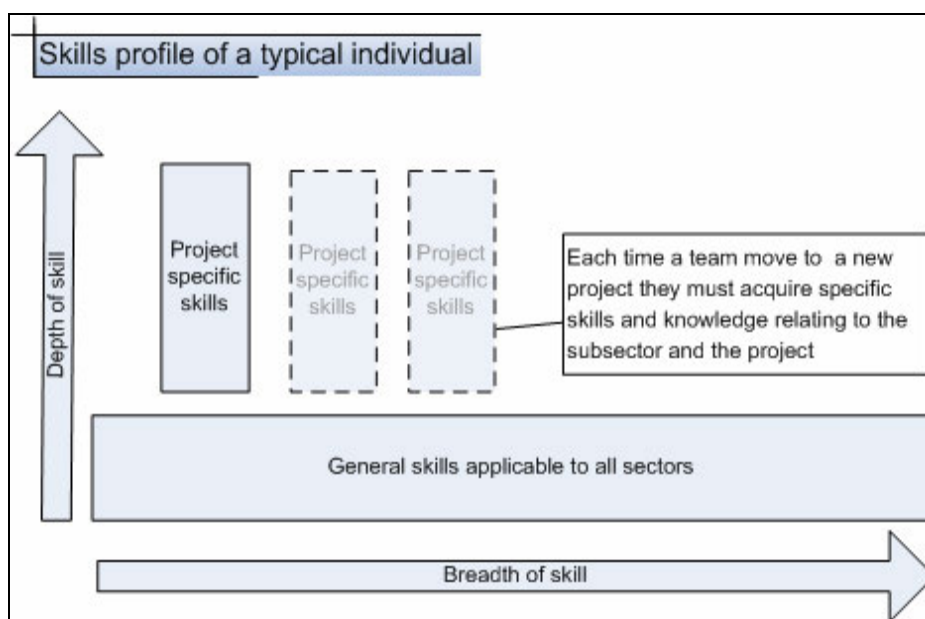 Skills profile of a typical individual
Depth of skill
Project
specific
skills
Project
specific
skills
Project
specific
skills
Each time a team move to a new
project they must acquire specific
skills and knowledge relating to the
subsector and the project
General skills applicable to all sectors
Breadth of skill